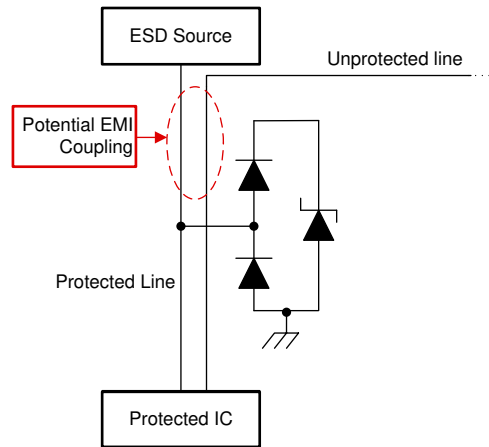 ESD Source
Unprotected line
Potential EMI
Coupling
Protected Line
Protected IC